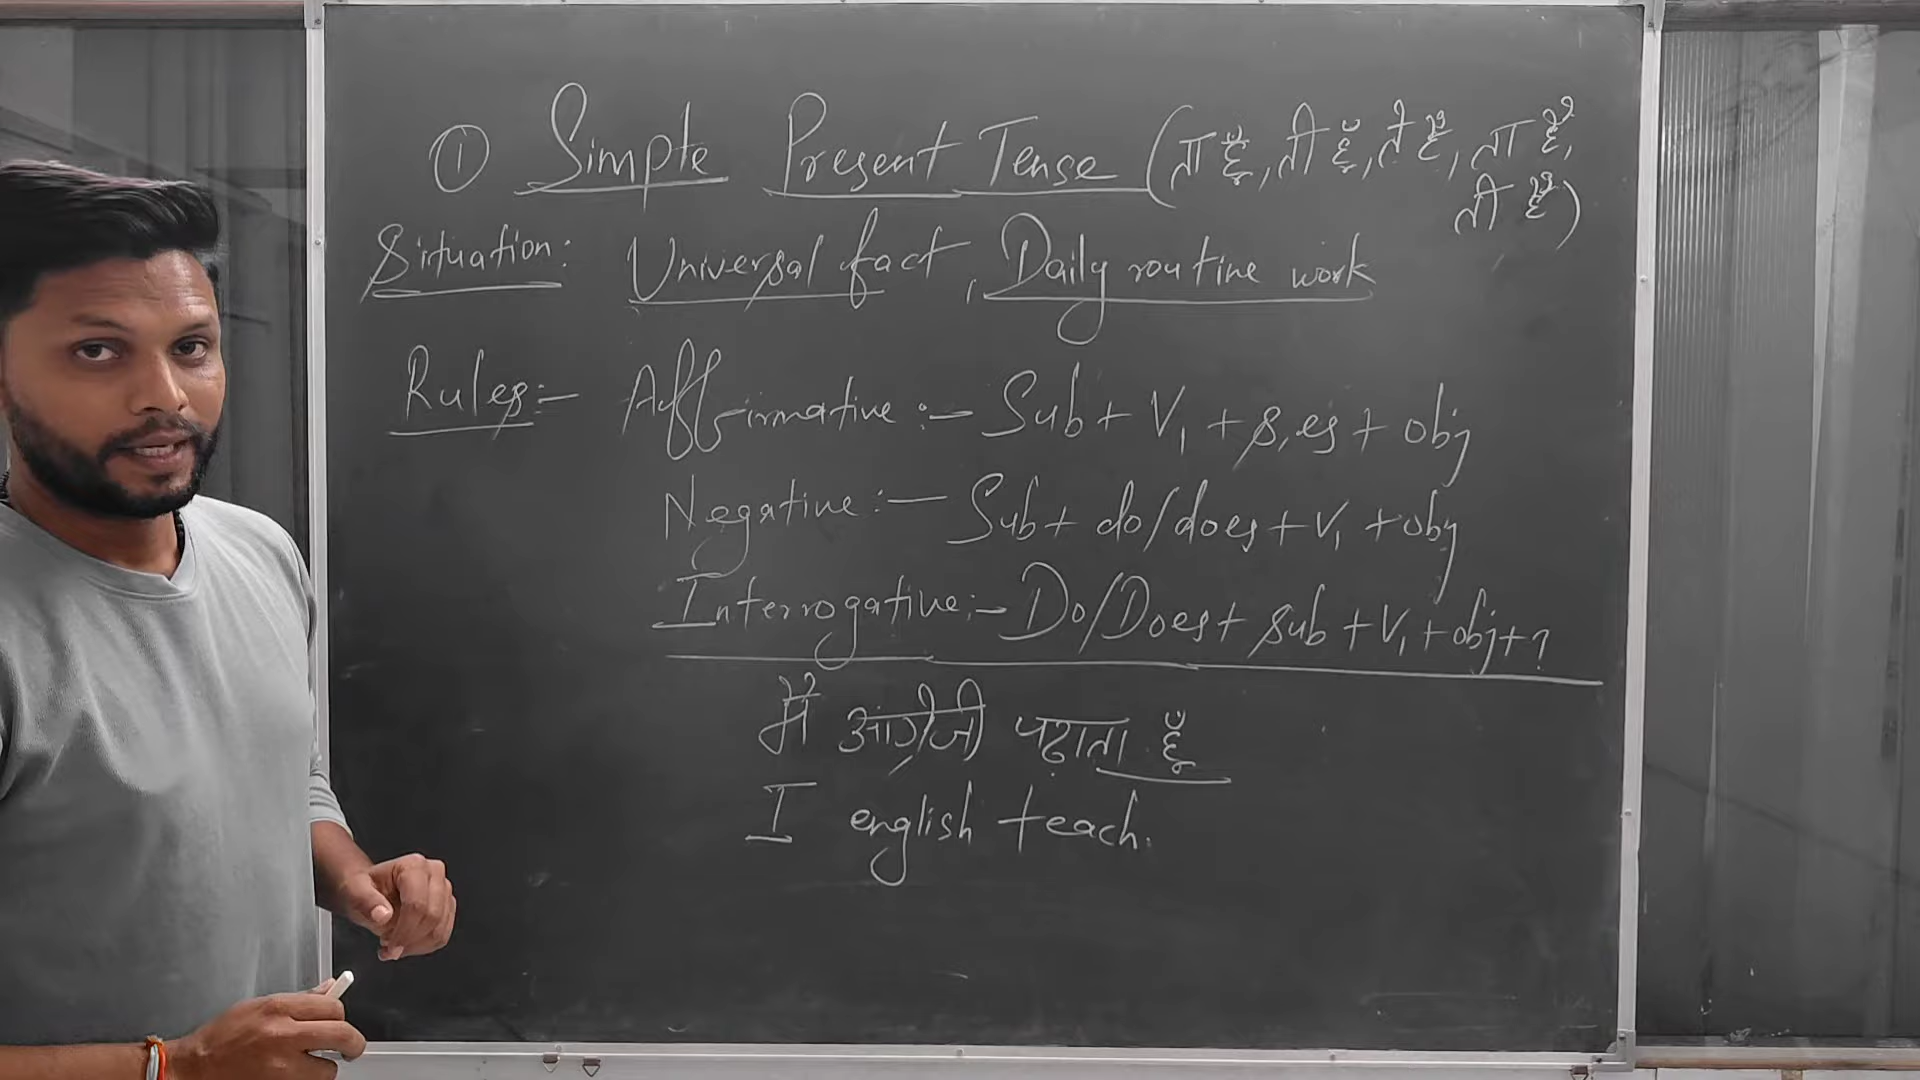 ① Simple Present Tense (ता हूँ, ती हूँ, ते हैं, ता है,
ती है)
Situation: Universal fact, Daily routine work
Rules:- Affirmative:- Sub + V₁ + s, es + obj
Negative:- Sub + do/does + V₁ + obj
Interrogative:- Do/Does + sub + V₁ + obj + ?
मैं अंग्रेजी पढ़ाता हूँ
I english teach.